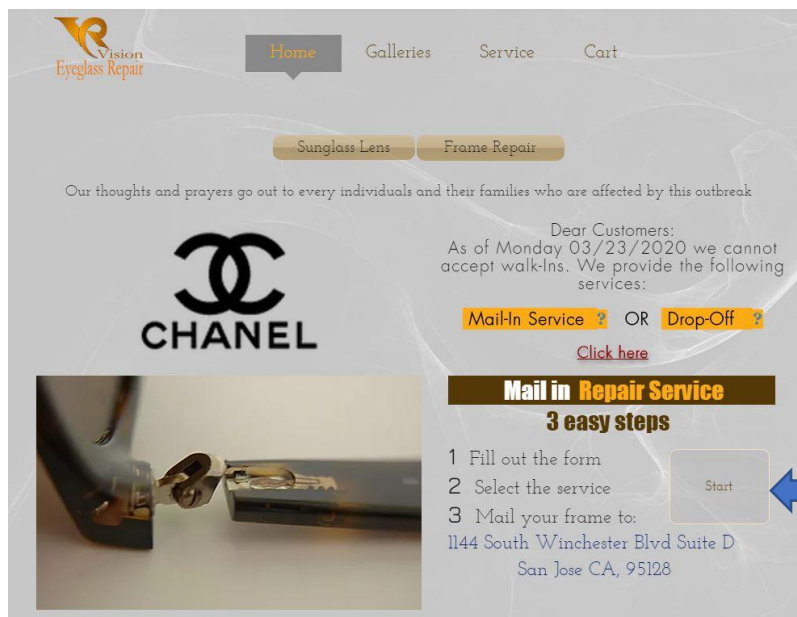 VR
Vision
Eyeglass Repair
Home Galleries Service Cart
Sunglass Lens Frame Repair
Our thoughts and prayers go out to every individuals and their families who are affected by this outbreak
CHANEL
Dear Customers:
As of Monday 03/23/2020 we cannot
accept walk-Ins. We provide the following
services:
Mail-In Service ? OR Drop-Off ?
Click here
Mail in Repair Service
3 easy steps
1 Fill out the form
2 Select the service
3 Mail your frame to:
Start
1144 South Winchester Blvd Suite D
San Jose CA, 95128